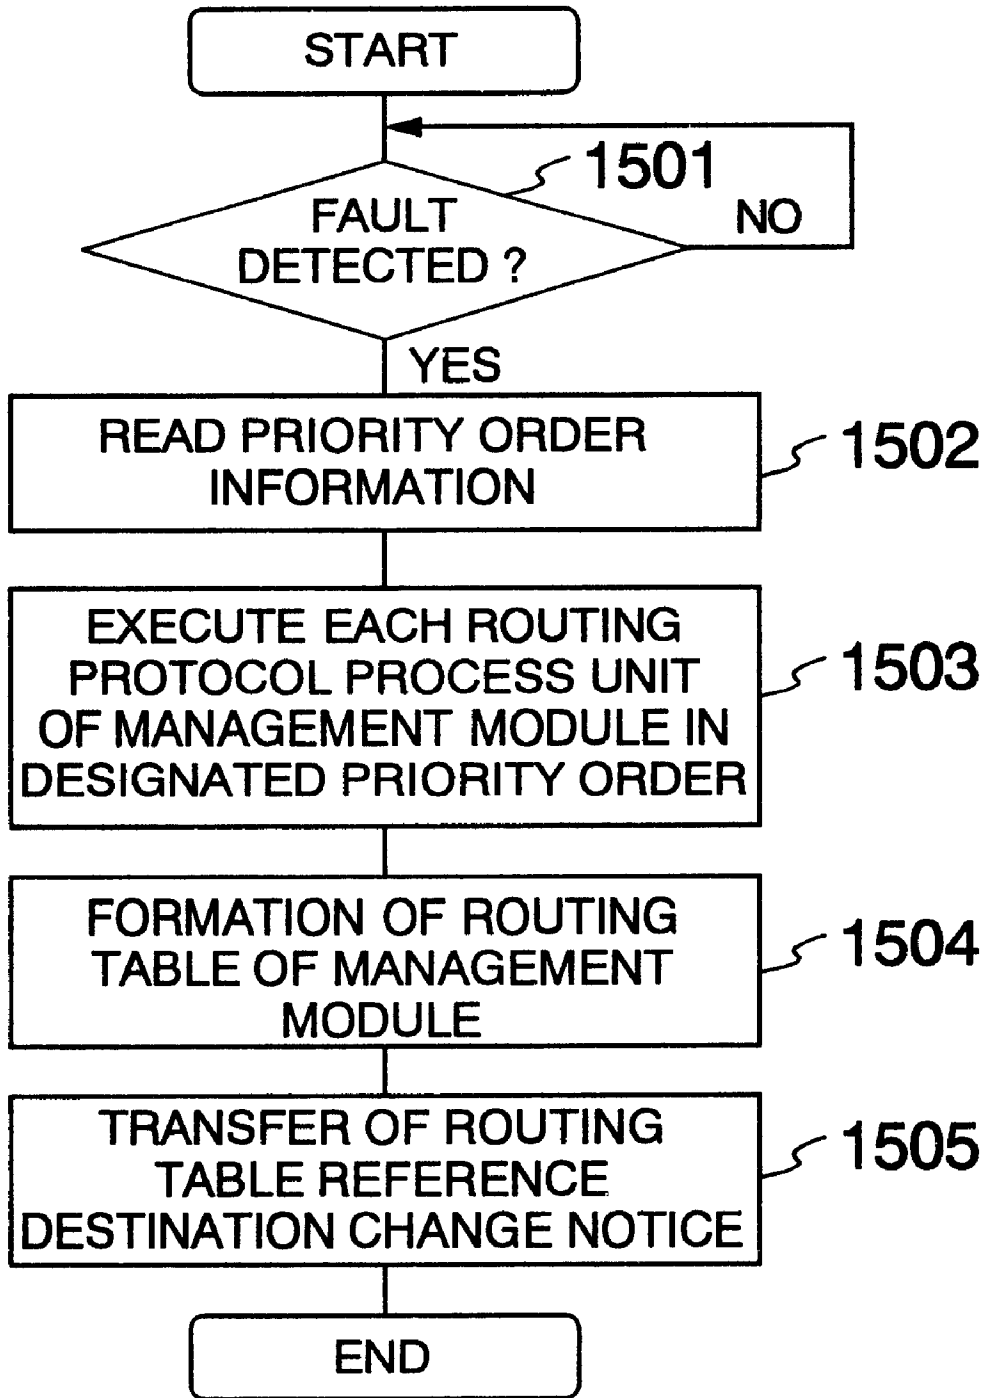 START
1501
FAULT
DETECTED ?
NO
YES
READ PRIORITY ORDER
INFORMATION
1502
EXECUTE EACH ROUTING
PROTOCOL PROCESS UNIT
OF MANAGEMENT MODULE IN
DESIGNATED PRIORITY ORDER
1503
FORMATION OF ROUTING
TABLE OF MANAGEMENT
MODULE
1504
TRANSFER OF ROUTING
TABLE REFERENCE
DESTINATION CHANGE NOTICE
1505
END